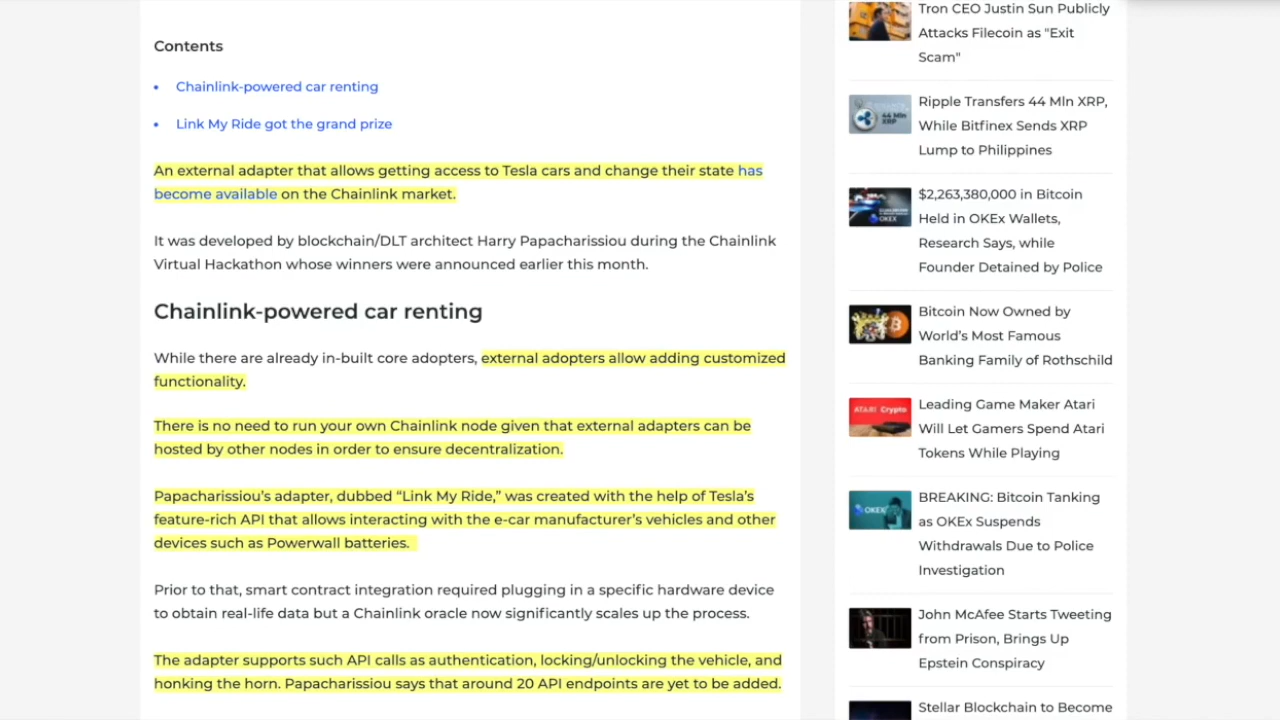 Contents
Chainlink-powered car renting
Link My Ride got the grand prize
An external adapter that allows getting access to Tesla cars and change their state has
become available on the Chainlink market.
It was developed by blockchain/DLT architect Harry Papacharissiou during the Chainlink
Virtual Hackathon whose winners were announced earlier this month.
Chainlink-powered car renting
While there are already in-built core adopters, external adopters allow adding customized
functionality.
There is no need to run your own Chainlink node given that external adapters can be
hosted by other nodes in order to ensure decentralization.
Papacharissiou’s adapter, dubbed “Link My Ride,” was created with the help of Tesla’s
feature-rich API that allows interacting with the e-car manufacturer’s vehicles and other
devices such as Powerwall batteries.
Prior to that, smart contract integration required plugging in a specific hardware device
to obtain real-life data but a Chainlink oracle now significantly scales up the process.
The adapter supports such API calls as authentication, locking/unlocking the vehicle, and
honking the horn. Papacharissiou says that around 20 API endpoints are yet to be added.
Tron CEO Justin Sun Publicly
Attacks Filecoin as "Exit
Scam"
44 Mln
XRP
Ripple Transfers 44 Mln XRP,
While Bitfinex Sends XRP
Lump to Philippines
OKEX
$2,263,380,000 in Bitcoin
Held in OKEx Wallets,
Research Says, while
Founder Detained by Police
Bitcoin Now Owned by
World’s Most Famous
Banking Family of Rothschild
ATARI Crypto
Leading Game Maker Atari
Will Let Gamers Spend Atari
Tokens While Playing
OKEX
BREAKING: Bitcoin Tanking
as OKEx Suspends
Withdrawals Due to Police
Investigation
John McAfee Starts Tweeting
from Prison, Brings Up
Epstein Conspiracy
Stellar Blockchain to Become